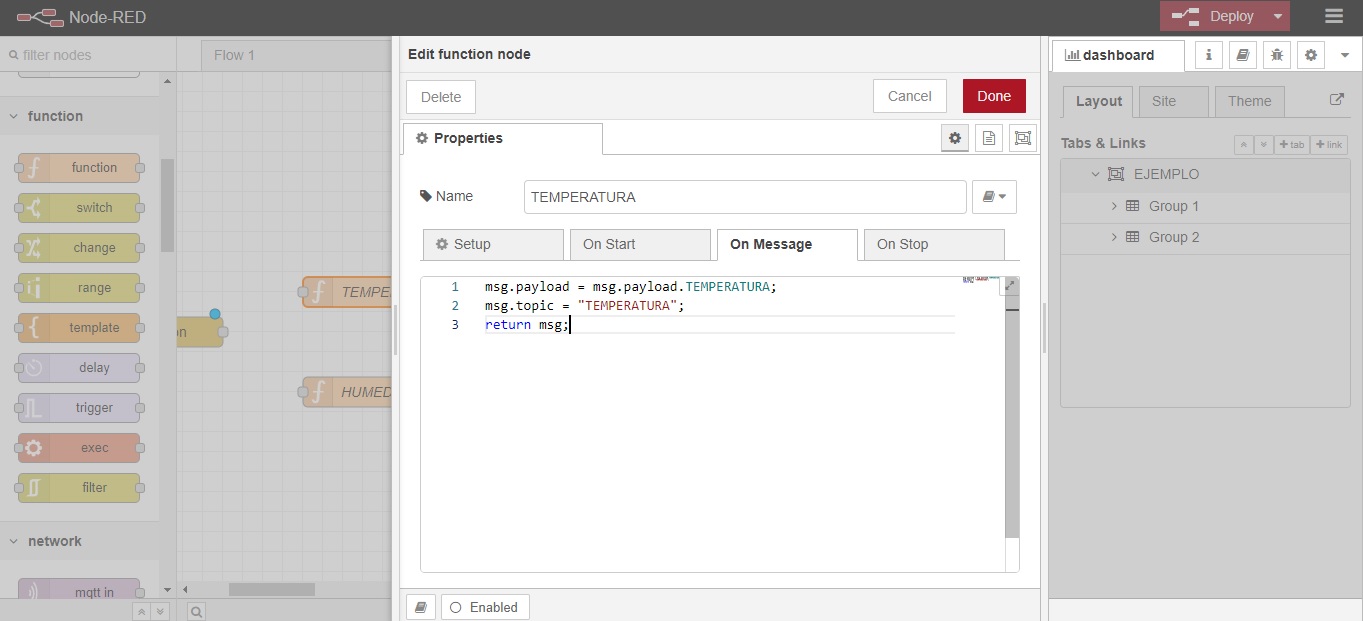 Node-RED
Deploy
filter nodes
Flow 1
Edit function node
dashboard
Delete
Cancel
Done
Layout
Site
Theme
function
Properties
Tabs & Links
tab
link
function
EJEMPLO
Name
TEMPERATURA
switch
Group 1
Setup
On Start
On Message
On Stop
Group 2
change
range
1 msg.payload = msg.payload.TEMPERATURA;
2 msg.topic = "TEMPERATURA";
3 return msg;
TEMPE
template
on
delay
HUMED
trigger
exec
filter
network
mqtt in
Enabled